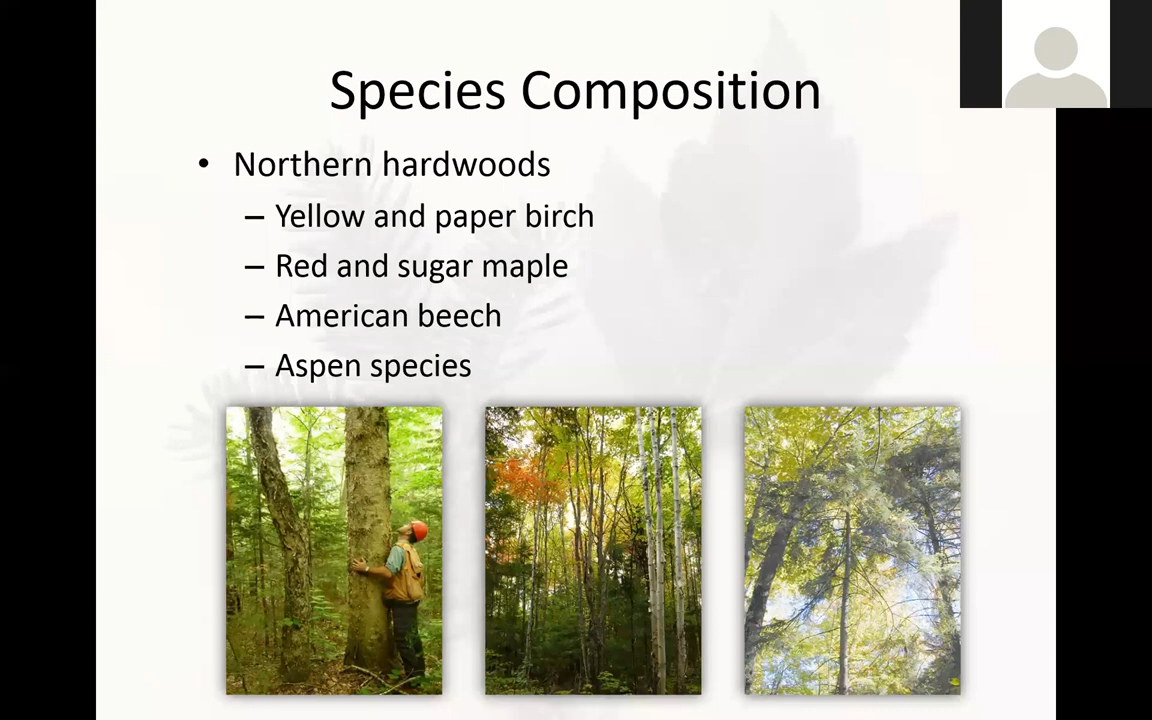 Species Composition
• Northern hardwoods
– Yellow and paper birch
– Red and sugar maple
– American beech
– Aspen species